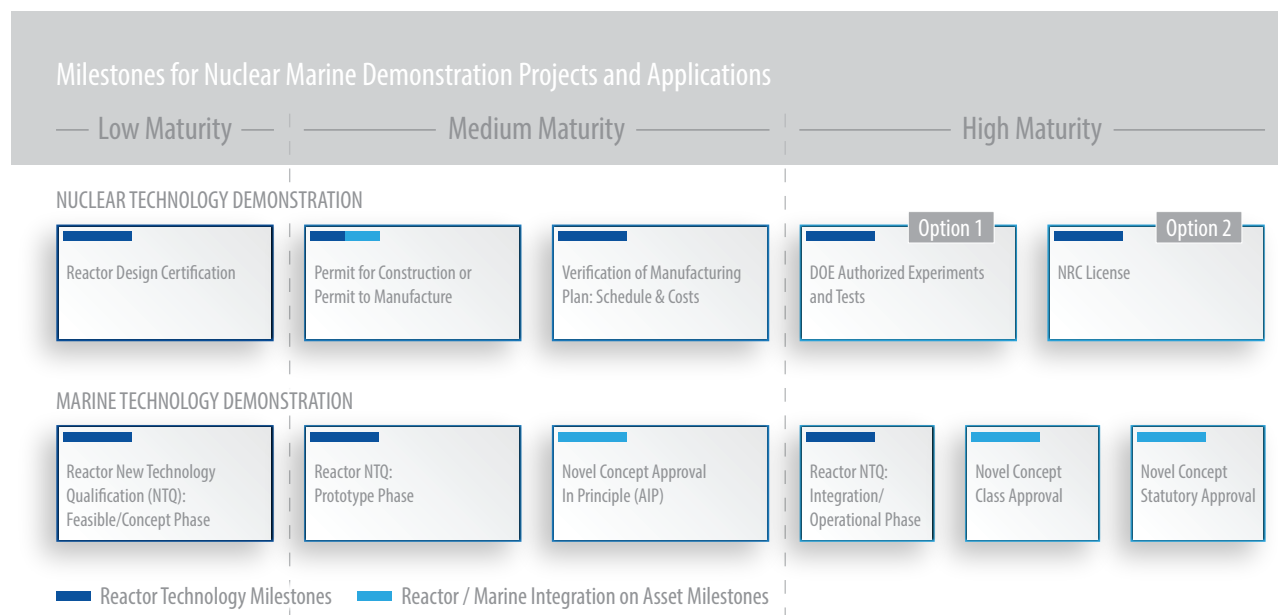 Milestones for Nuclear Marine Demonstration Projects and Applications
Low Maturity
Medium Maturity
High Maturity
NUCLEAR TECHNOLOGY DEMONSTRATION
Reactor Design Certification
Permit for Construction or
Permit to Manufacture
Verification of Manufacturing
Plan: Schedule & Costs
Option 1
DOE Authorized Experiments
and Tests
Option 2
NRC License
MARINE TECHNOLOGY DEMONSTRATION
Reactor New Technology
Qualification (NTQ):
Feasible/Concept Phase
Reactor NTQ:
Prototype Phase
Novel Concept Approval
In Principle (AIP)
Reactor NTQ:
Integration/
Operational Phase
Novel Concept
Class Approval
Novel Concept
Statutory Approval
Reactor Technology Milestones
Reactor / Marine Integration on Asset Milestones